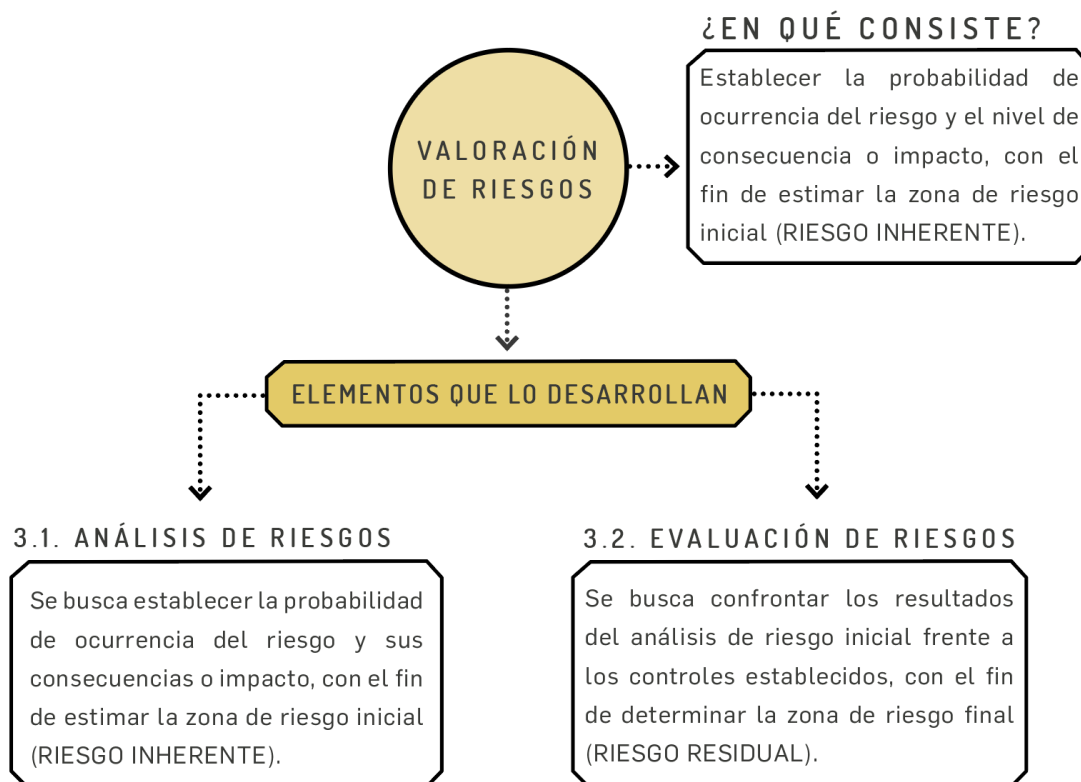 ¿EN QUÉ CONSISTE?
Establecer la probabilidad de
ocurrencia del riesgo y el nivel de
consecuencia o impacto, con el
fin de estimar la zona de riesgo
inicial (RIESGO INHERENTE).
VALORACIÓN
DE RIESGOS
ELEMENTOS QUE LO DESARROLLAN
3.1. ANÁLISIS DE RIESGOS
Se busca establecer la probabilidad
de ocurrencia del riesgo y sus
consecuencias o impacto, con el fin
de estimar la zona de riesgo inicial
(RIESGO INHERENTE).
3.2. EVALUACIÓN DE RIESGOS
Se busca confrontar los resultados
del análisis de riesgo inicial frente a
los controles establecidos, con el fin
de determinar la zona de riesgo final
(RIESGO RESIDUAL).